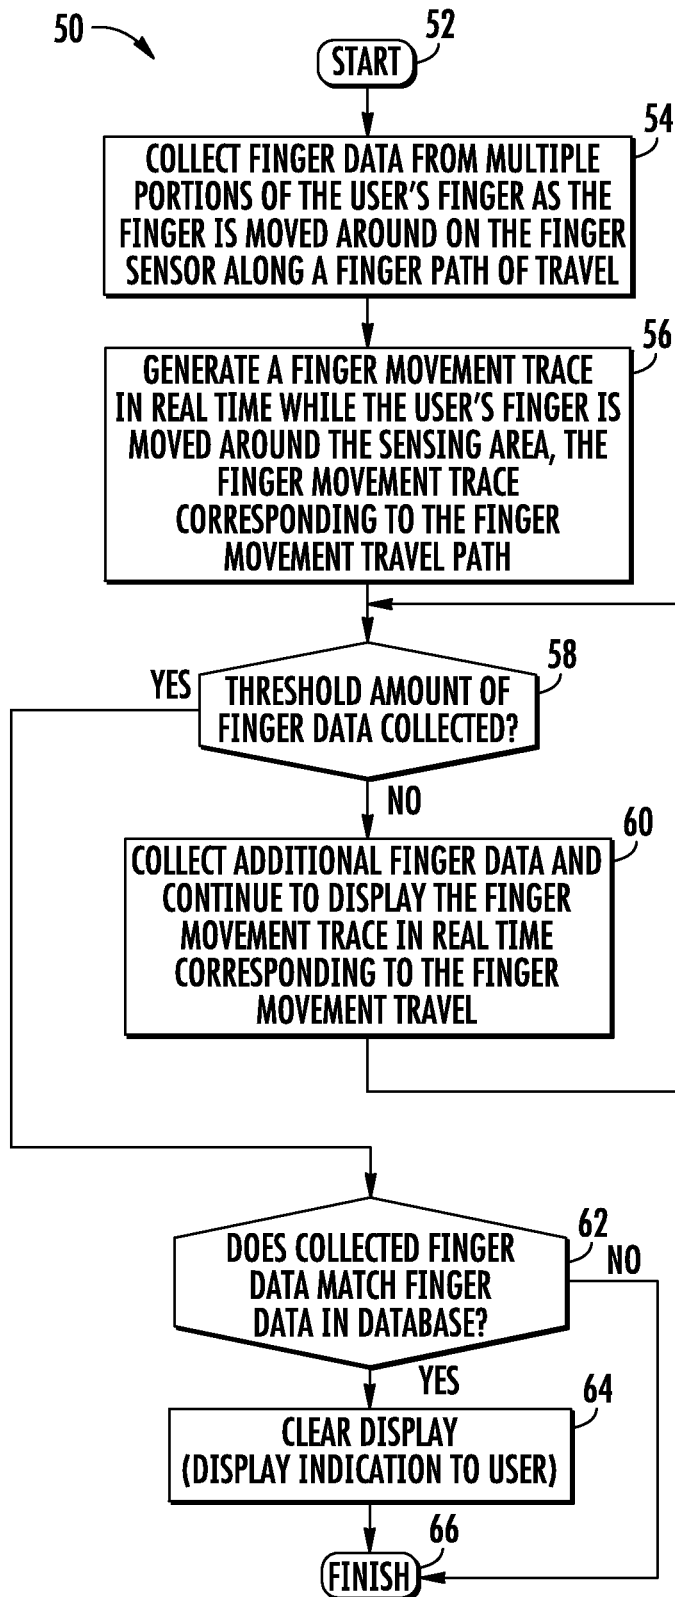 50
52
START
54
COLLECT FINGER DATA FROM MULTIPLE
PORTIONS OF THE USER'S FINGER AS THE
FINGER IS MOVED AROUND ON THE FINGER
SENSOR ALONG A FINGER PATH OF TRAVEL
56
GENERATE A FINGER MOVEMENT TRACE
IN REAL TIME WHILE THE USER'S FINGER IS
MOVED AROUND THE SENSING AREA, THE
FINGER MOVEMENT TRACE
CORRESPONDING TO THE FINGER
MOVEMENT TRAVEL PATH
58
YES
THRESHOLD AMOUNT OF
FINGER DATA COLLECTED?
NO
60
COLLECT ADDITIONAL FINGER DATA AND
CONTINUE TO DISPLAY THE FINGER
MOVEMENT TRACE IN REAL TIME
CORRESPONDING TO THE FINGER
MOVEMENT TRAVEL
62
DOES COLLECTED FINGER
DATA MATCH FINGER
DATA IN DATABASE?
NO
YES
64
CLEAR DISPLAY
(DISPLAY INDICATION TO USER)
66
FINISH